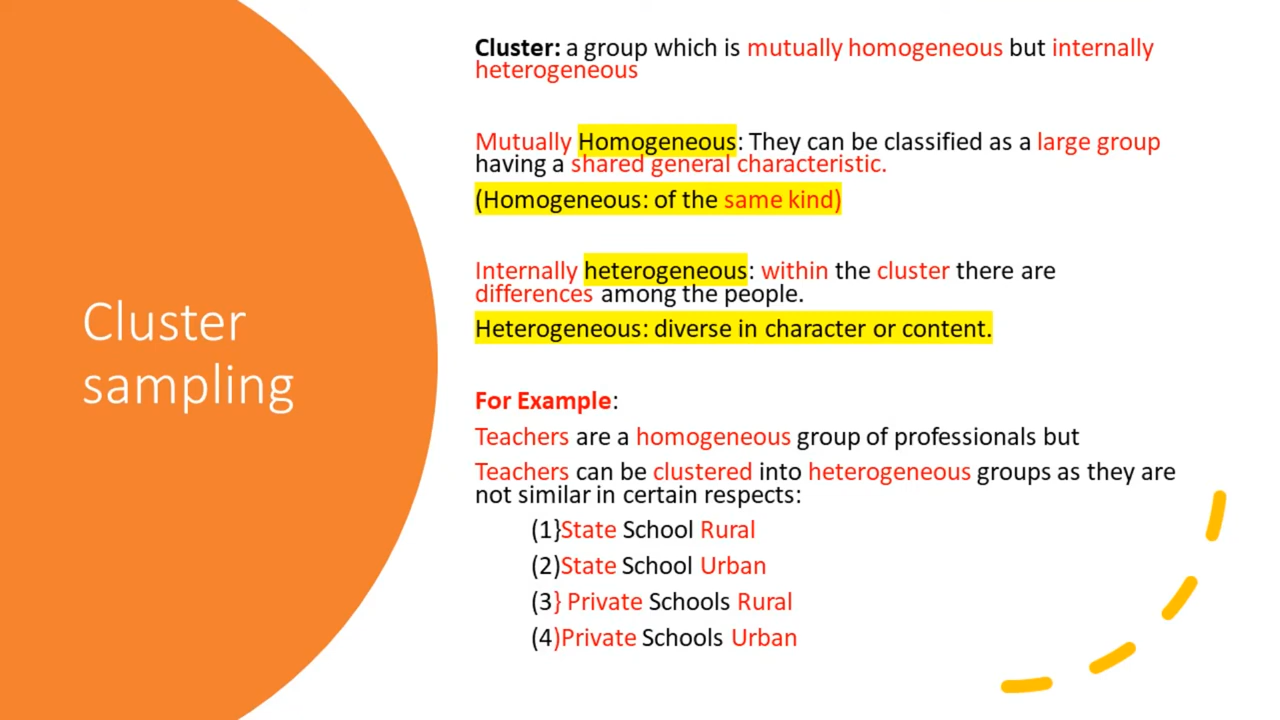 Cluster
sampling
Cluster: a group which is mutually homogeneous but internally
heterogeneous
Mutually Homogeneous: They can be classified as a large group
having a shared general characteristic.
(Homogeneous: of the same kind)
Internally heterogeneous: within the cluster there are
differences among the people.
Heterogeneous: diverse in character or content.
For Example:
Teachers are a homogeneous group of professionals but
Teachers can be clustered into heterogeneous groups as they are
not similar in certain respects:
(1}State School Rural
(2)State School Urban
(3} Private Schools Rural
(4)Private Schools Urban